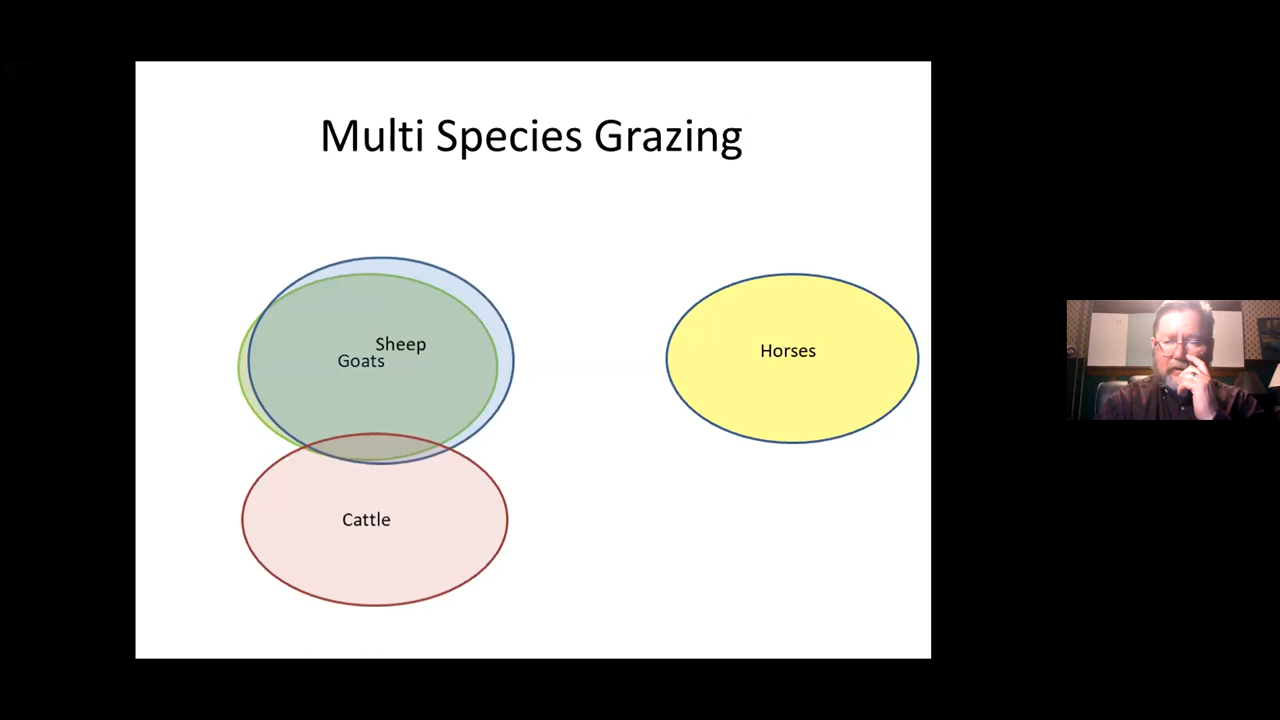 Multi Species Grazing
Sheep
Goats
Horses
Cattle